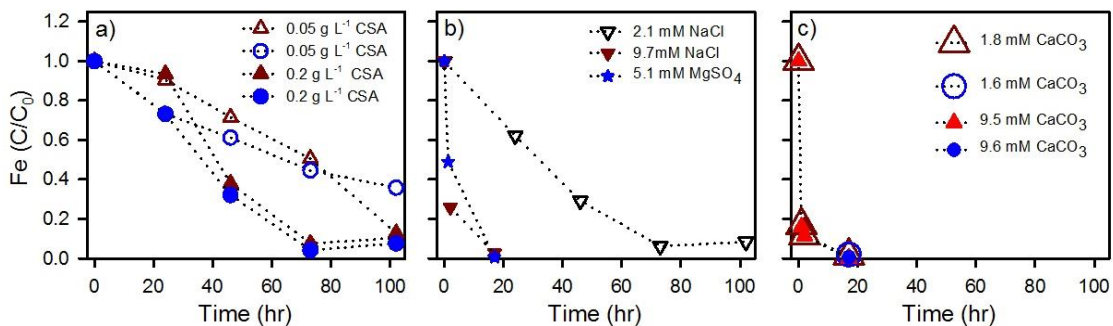 a)
0.05 g L⁻¹ CSA
0.05 g L⁻¹ CSA
0.2 g L⁻¹ CSA
0.2 g L⁻¹ CSA
Fe (C/C₀)
1.2
1.0
0.8
0.6
0.4
0.2
0.0
0 20 40 60 80 100
Time (hr)
b)
2.1 mM NaCl
9.7mM NaCl
5.1 mM MgSO₄
0 20 40 60 80 100
Time (hr)
c)
1.8 mM CaCO₃
1.6 mM CaCO₃
9.5 mM CaCO₃
9.6 mM CaCO₃
0 20 40 60 80 100
Time (hr)